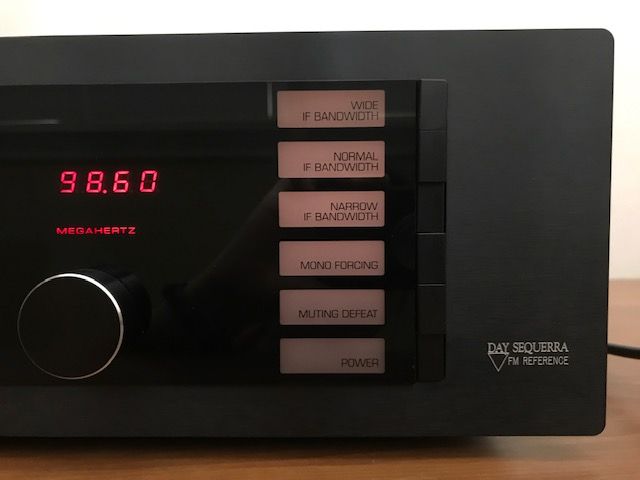 WIDE
IF BANDWIDTH
NORMAL
IF BANDWIDTH
98.60
NARROW
IF BANDWIDTH
MEGAHERTZ
MONO FORCING
MUTING DEFEAT
POWER
DAY SEQUERRA
FM REFERENCE